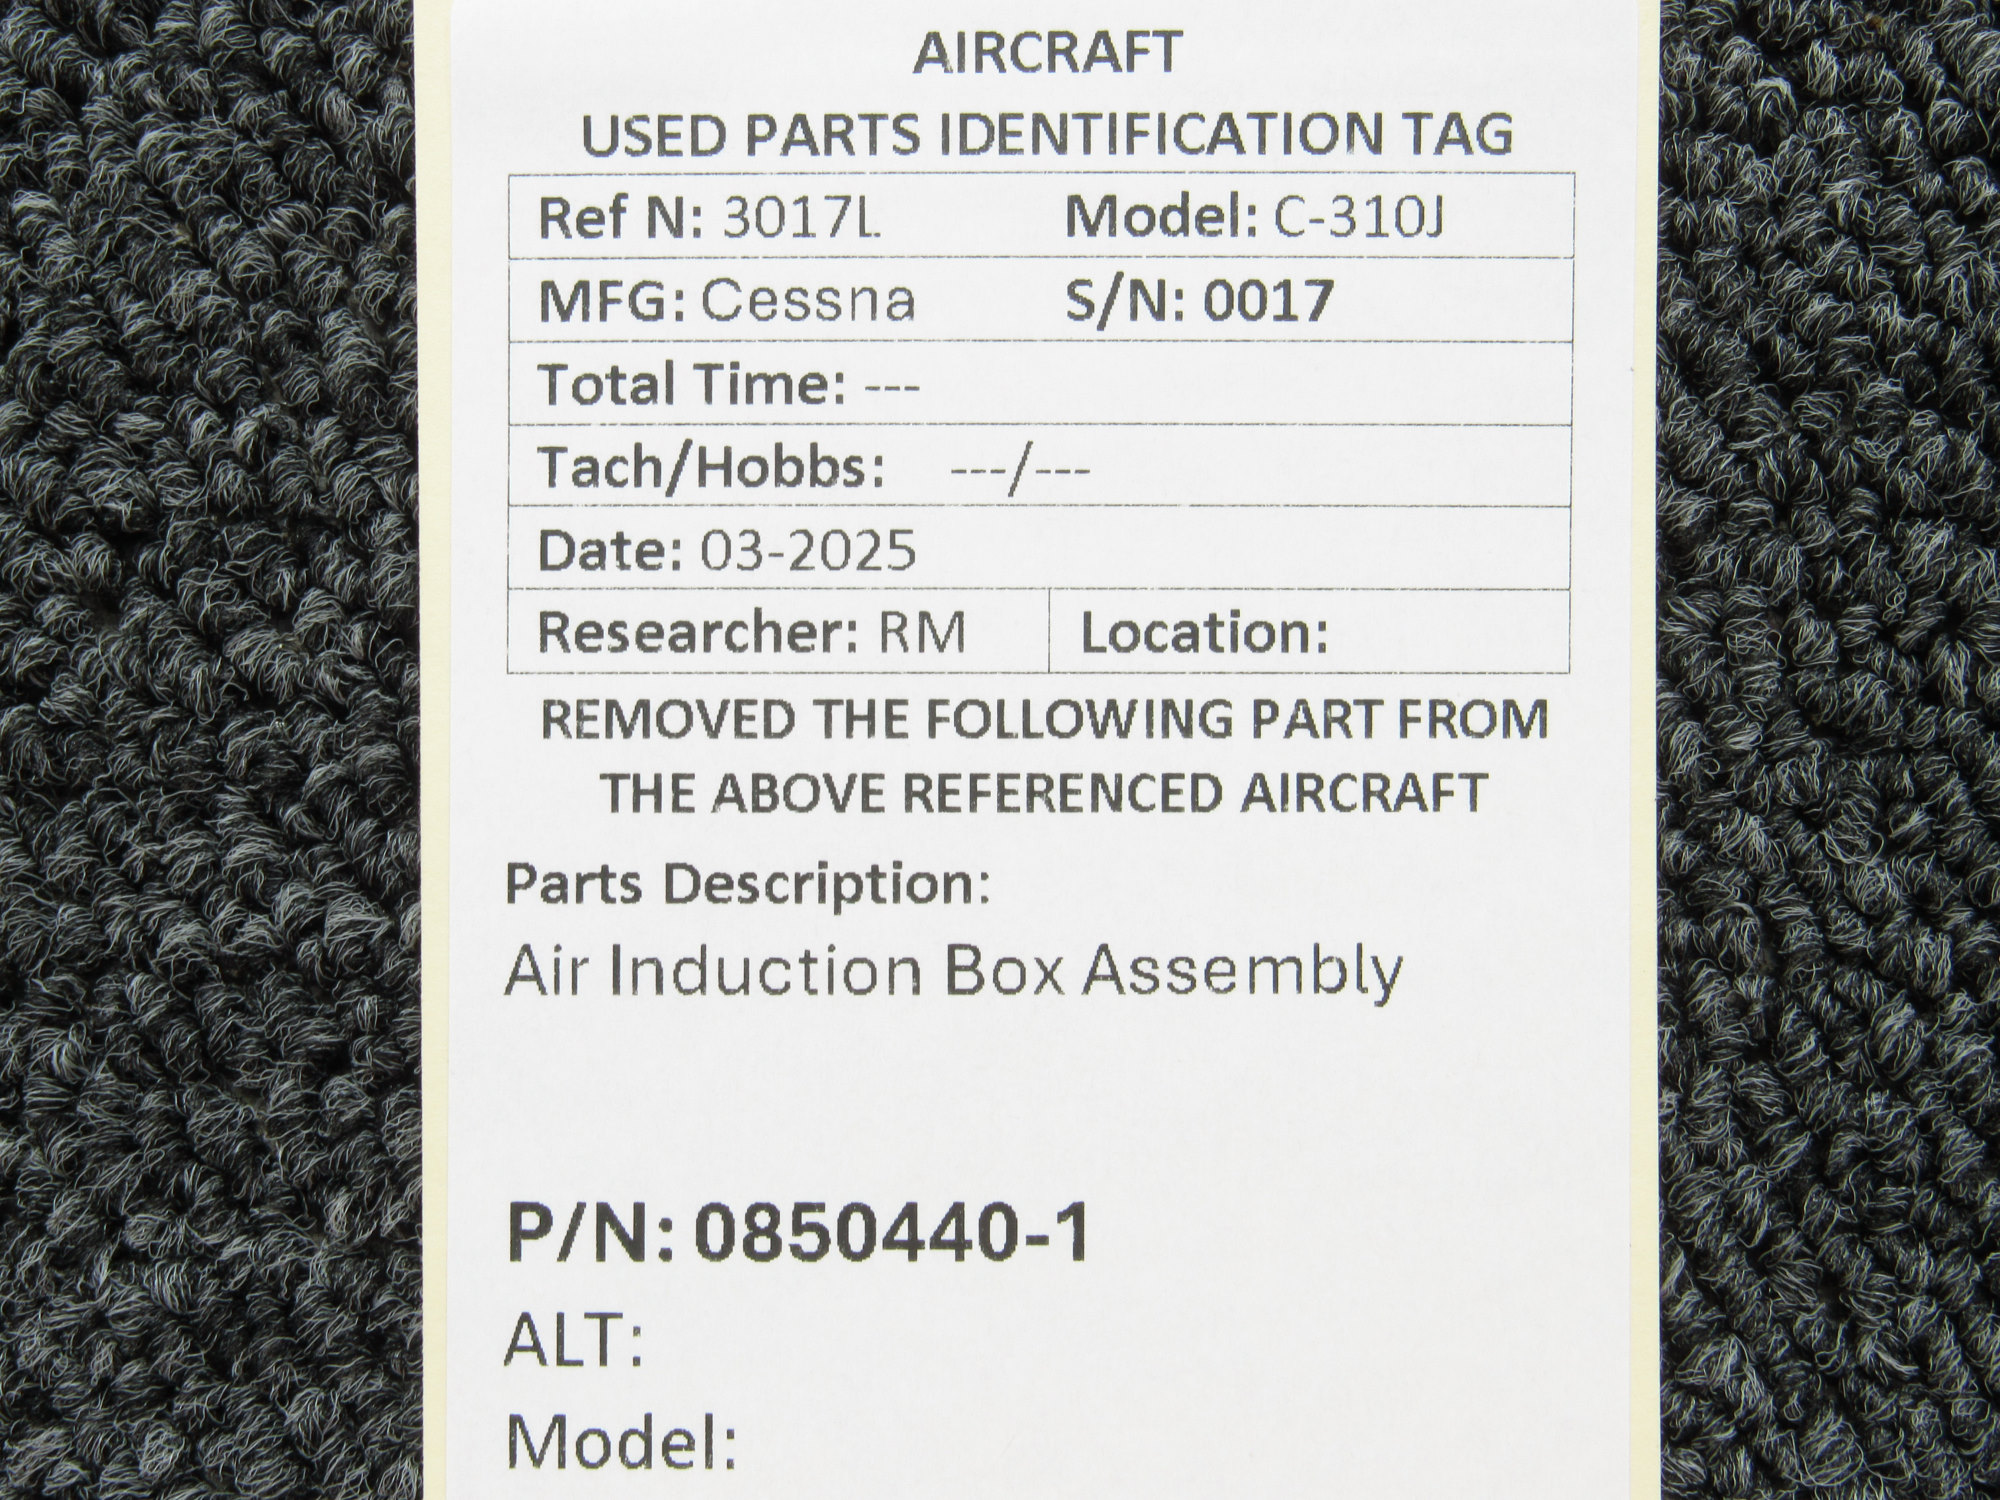 AIRCRAFT
USED PARTS IDENTIFICATION TAG
Ref N: 3017L Model: C-310J
MFG: Cessna S/N: 0017
Total Time: ---
Tach/Hobbs: ---/---
Date: 03-2025
Researcher: RM Location:
REMOVED THE FOLLOWING PART FROM
THE ABOVE REFERENCED AIRCRAFT
Parts Description:
Air Induction Box Assembly
P/N: 0850440-1
ALT:
Model: